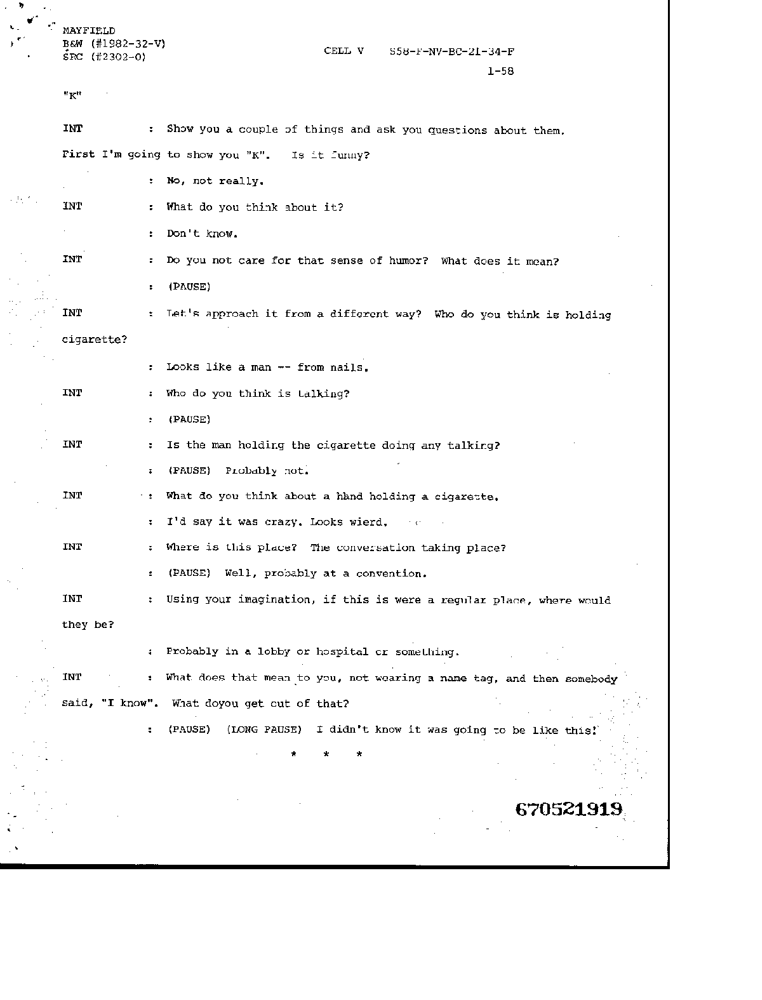 MAYFIELD
B&W (#1982-32-V)
SRC (#2302-0)
CELL V S58-F-NV-BC-21-34-F
1-58
"K"
INT : Show you a couple of things and ask you questions about them.
First I'm going to show you "K". Is it funny?
: No, not really.
INT : What do you think about it?
: Don't know.
INT : Do you not care for that sense of humor? What does it mean?
: (PAUSE)
INT : Let's approach it from a different way? Who do you think is holding
cigarette?
: Looks like a man -- from nails.
INT : Who do you think is talking?
: (PAUSE)
INT : Is the man holding the cigarette doing any talking?
: (PAUSE) Probably not.
INT : What do you think about a hand holding a cigarette.
: I'd say it was crazy. Looks wierd.
INT : Where is this place? The conversation taking place?
: (PAUSE) Well, probably at a convention.
INT : Using your imagination, if this is were a regular place, where would
they be?
: Probably in a lobby or hospital or something.
INT : What does that mean to you, not wearing a name tag, and then somebody
said, "I know". What doyou get out of that?
: (PAUSE) (LONG PAUSE) I didn't know it was going to be like this!
* * *
670521919